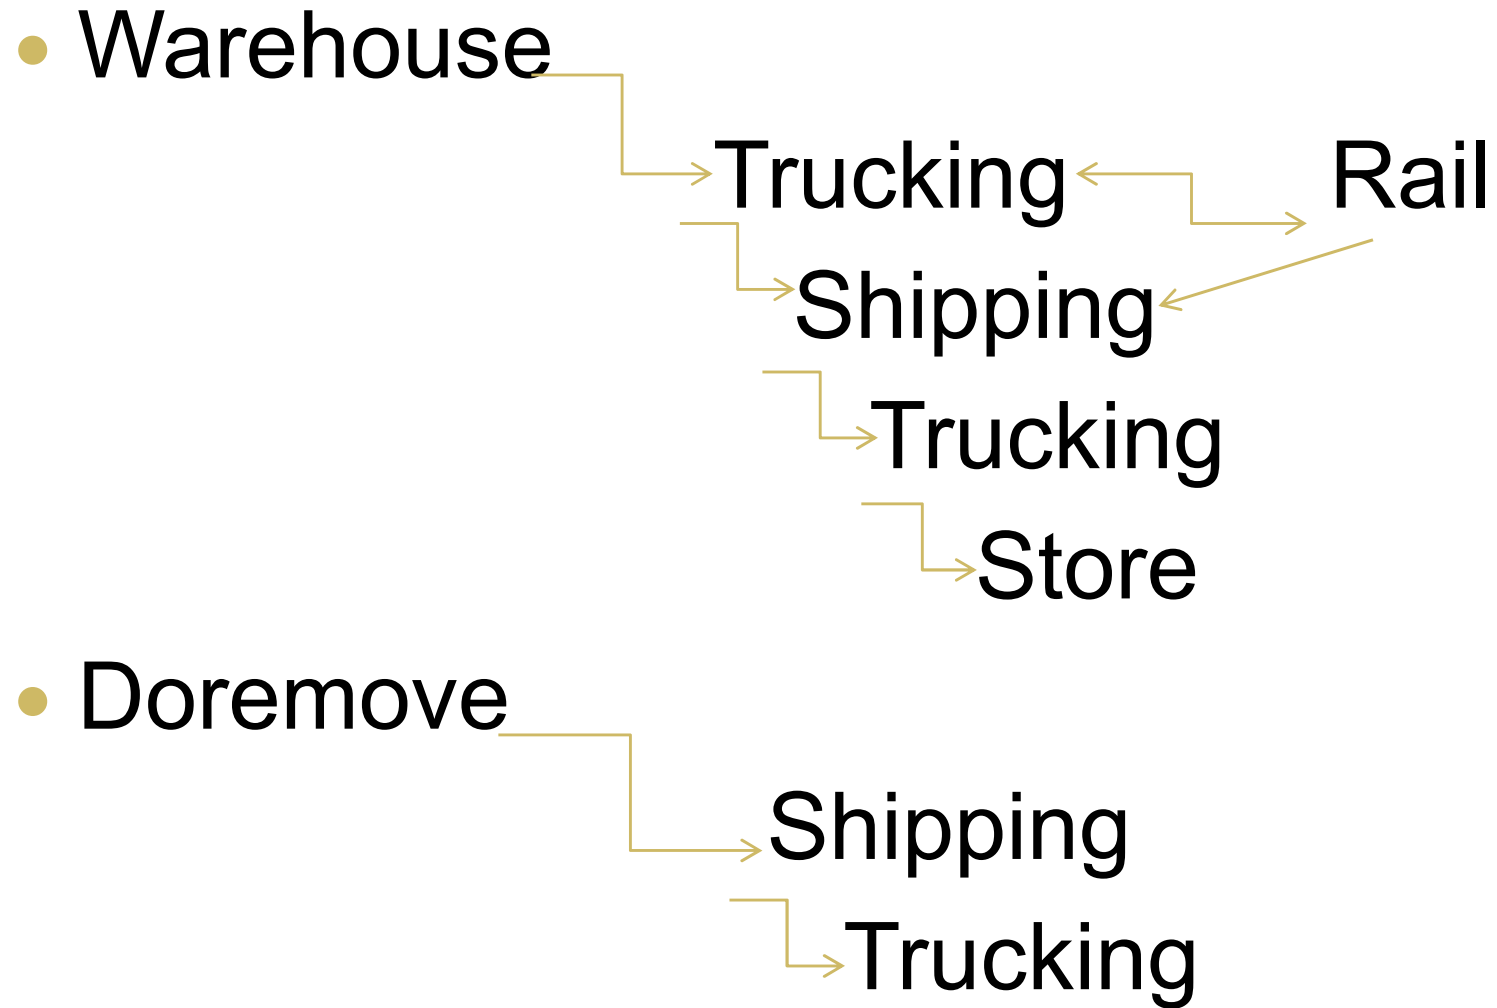 Warehouse
Trucking Rail
Shipping
Trucking
Store
Doremove
Shipping
Trucking